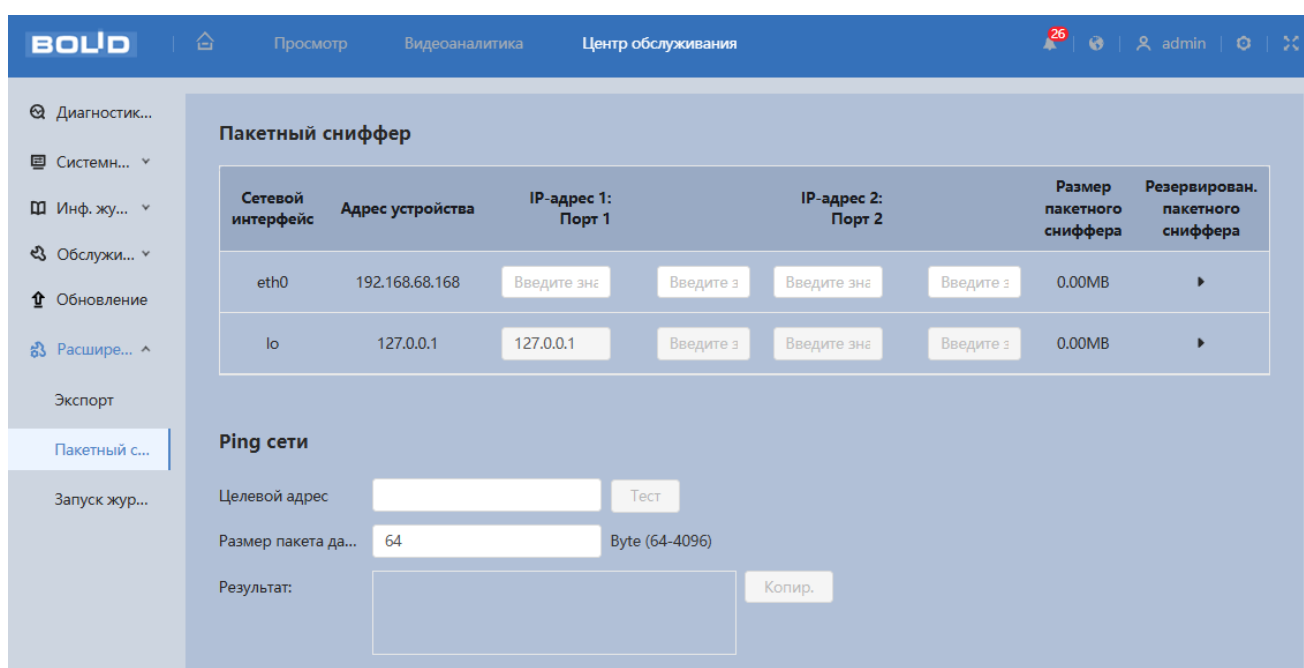 BOLID
Просмотр
Видеоаналитика
Центр обслуживания
26
admin
Диагностик...
Системн...
Инф. жу...
Обслужи...
Обновление
Расшире...
Экспорт
Пакетный с...
Запуск жур...
Пакетный сниффер
Сетевой интерфейс
Адрес устройства
IP-адрес 1:
Порт 1
IP-адрес 2:
Порт 2
Размер пакетного сниффера
Резервирован. пакетного сниффера
eth0 192.168.68.168 Введите зна Введите з Введите зна Введите з 0.00MB
lo 127.0.0.1 127.0.0.1 Введите з Введите зна Введите з 0.00MB
Ping сети
Целевой адрес Тест
Размер пакета да... 64 Byte (64-4096)
Результат: Копир.